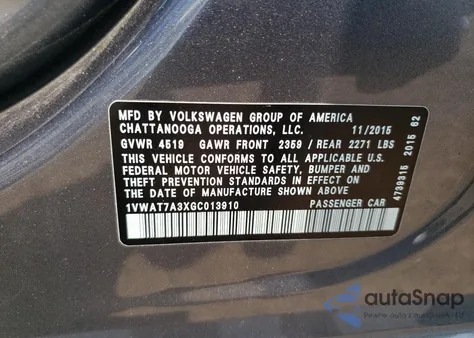 MFD BY VOLKSWAGEN GROUP OF AMERICA
CHATTANOOGA OPERATIONS, LLC. 11/2015
GVWR 4519 GAWR FRONT 2359 / REAR 2271 LBS
THIS VEHICLE CONFORMS TO ALL APPLICABLE U.S.
FEDERAL MOTOR VEHICLE SAFETY, BUMPER AND
THEFT PREVENTION STANDARDS IN EFFECT ON
THE DATE OF MANUFACTURE SHOWN ABOVE
1VWAT7A3XGC013910 PASSENGER CAR
4739315 2015 62
autoSnap